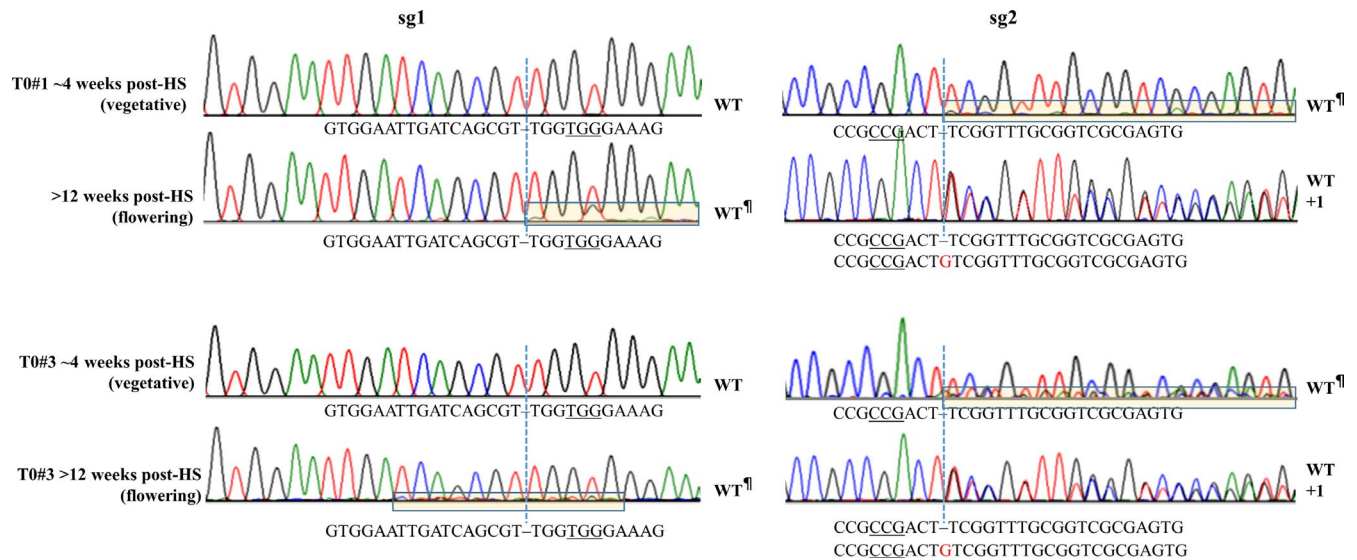 sg1
sg2
T0#1 ~4 weeks post-HS
(vegetative)
WT
WT¶
GTGGAATTGATCAGCGT–TGGTGGGAAAG
CCGCCGACT–TCGGTTTGCGGTCGCGAGTG
>12 weeks post-HS
(flowering)
WT¶
WT
+1
GTGGAATTGATCAGCGT–TGGTGGGAAAG
CCGCCGACT–TCGGTTTGCGGTCGCGAGTG
CCGCCGACTGTCGGTTTGCGGTCGCGAGTG
T0#3 ~4 weeks post-HS
(vegetative)
WT
WT¶
GTGGAATTGATCAGCGT–TGGTGGGAAAG
CCGCCGACT–TCGGTTTGCGGTCGCGAGTG
T0#3 >12 weeks post-HS
(flowering)
WT¶
WT
+1
GTGGAATTGATCAGCGT–TGGTGGGAAAG
CCGCCGACT–TCGGTTTGCGGTCGCGAGTG
CCGCCGACTGTCGGTTTGCGGTCGCGAGTG